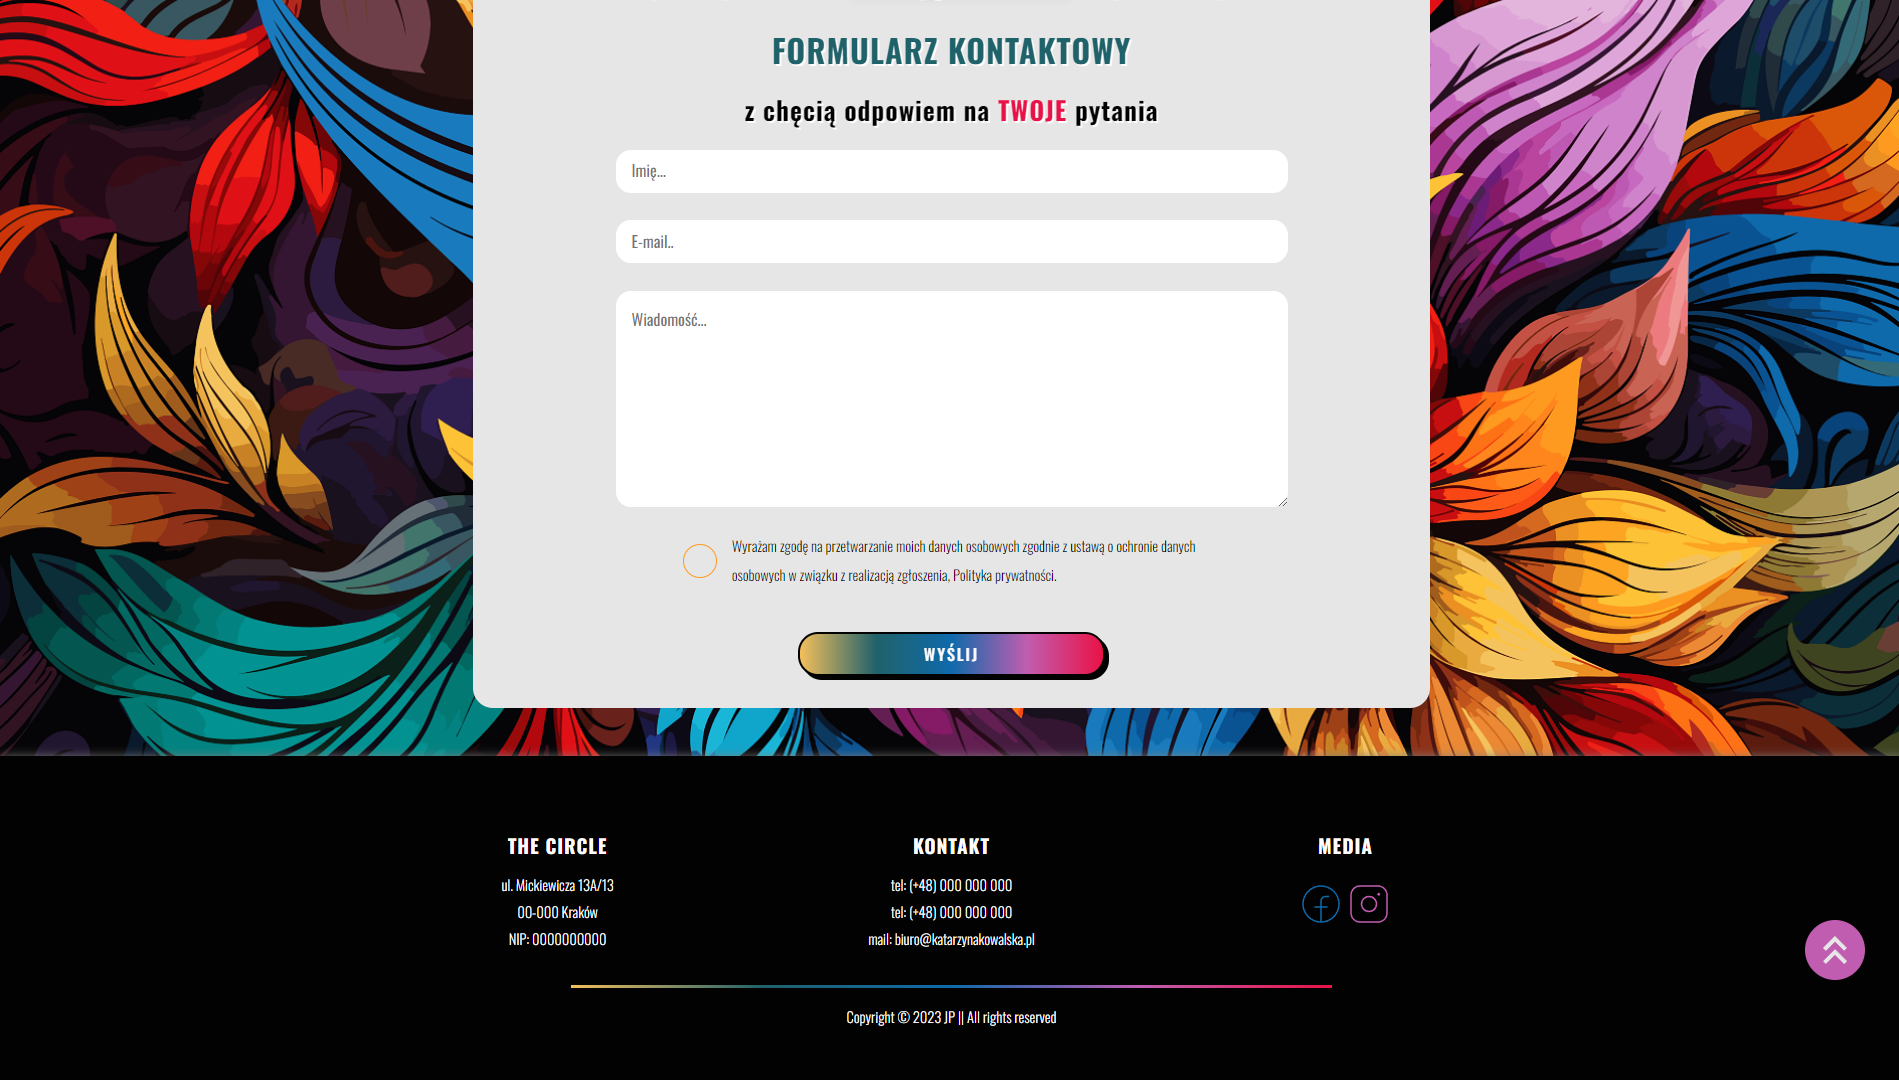 FORMULARZ KONTAKTOWY
z chęcią odpowiem na TWOJE pytania
Imię...
E-mail..
Wiadomość...
Wyrażam zgodę na przetwarzanie moich danych osobowych zgodnie z ustawą o ochronie danych
osobowych w związku z realizacją zgłoszenia, Polityka prywatności.
WYŚLIJ
THE CIRCLE
ul. Mickiewicza 13A/13
00-000 Kraków
NIP: 0000000000
KONTAKT
tel: (+48) 000 000 000
tel: (+48) 000 000 000
mail: biuro@katarzynakowalska.pl
MEDIA
Copyright © 2023 JP || All rights reserved